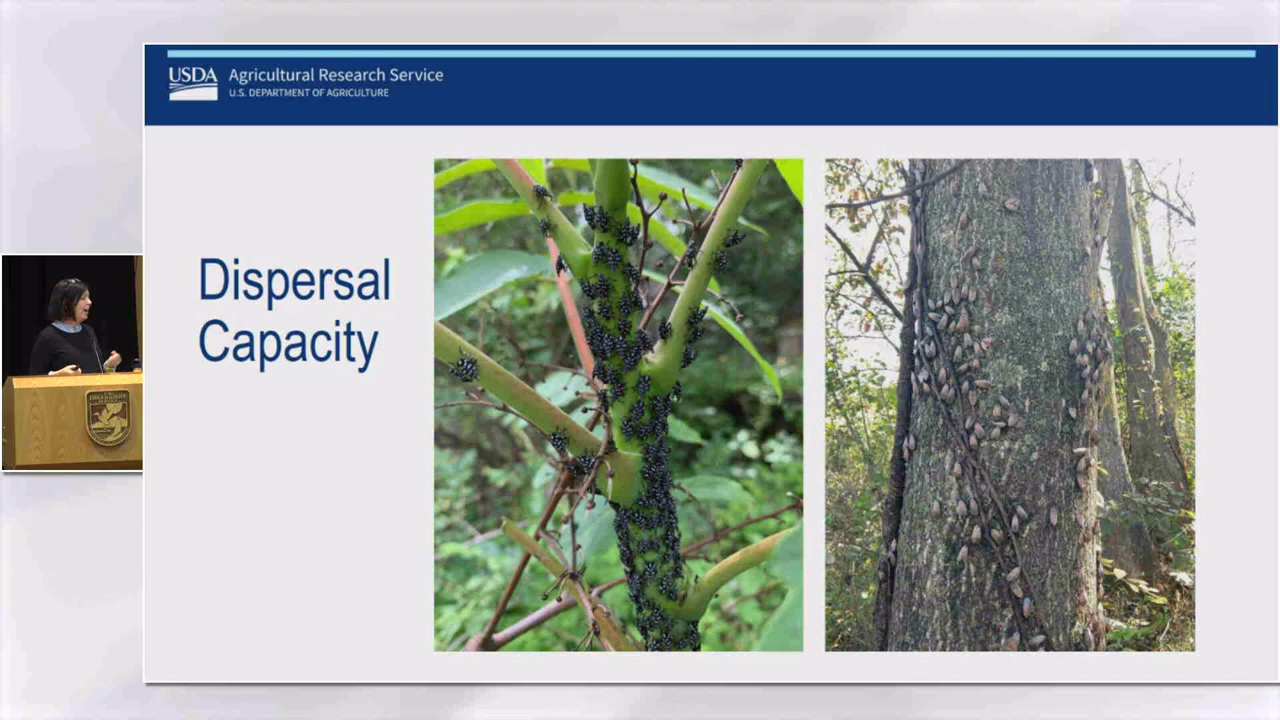 USDA
Agricultural Research Service
U.S. DEPARTMENT OF AGRICULTURE
Dispersal
Capacity